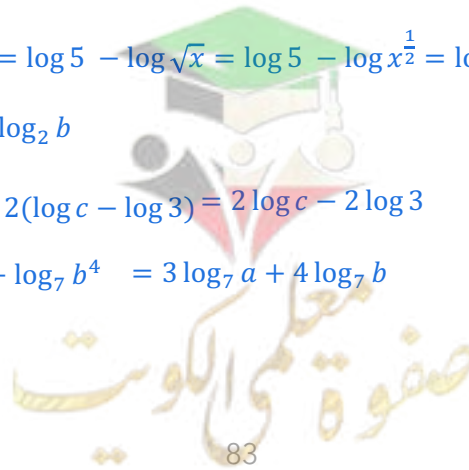 = log 5 − log √x = log 5 − log x^{1/2} = lo
log₂ b
2(log c − log 3) = 2 log c − 2 log 3
− log₇ b⁴ = 3 log₇ a + 4 log₇ b
صفوة معلمي الكويت
83